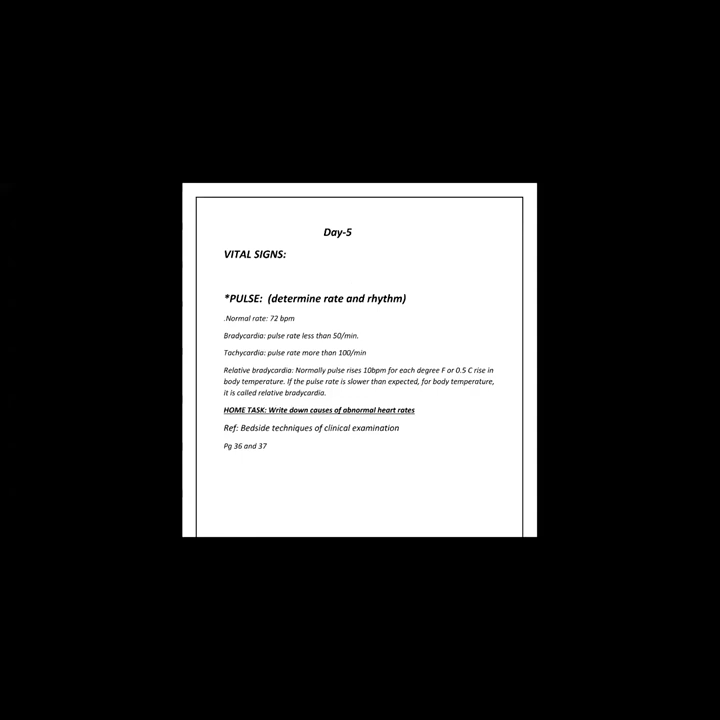 Day-5
VITAL SIGNS:
*PULSE: (determine rate and rhythm)
.Normal rate: 72 bpm
Bradycardia: pulse rate less than 50/min.
Tachycardia: pulse rate more than 100/min
Relative bradycardia: Normally pulse rises 10bpm for each degree F or 0.5 C rise in
body temperature. If the pulse rate is slower than expected, for body temperature,
it is called relative bradycardia.
HOME TASK: Write down causes of abnormal heart rates
Ref: Bedside techniques of clinical examination
Pg 36 and 37